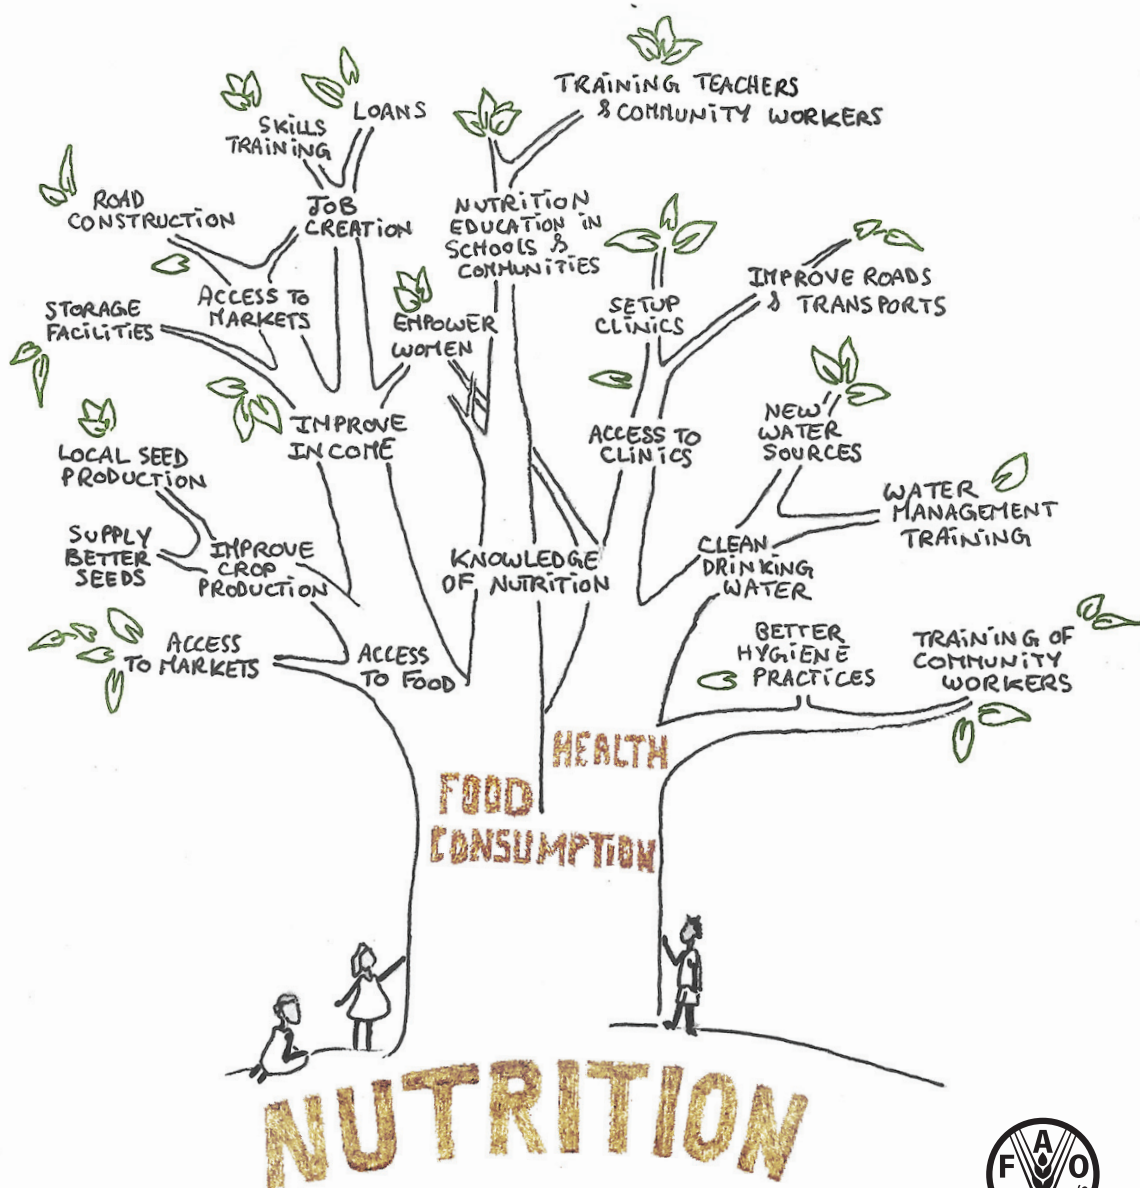 TRAINING TEACHERS
& COMMUNITY WORKERS
LOANS
SKILLS
TRAINING
ROAD
CONSTRUCTION
JOB
CREATION
NUTRITION
EDUCATION IN
SCHOOLS &
COMMUNITIES
ACCESS TO
MARKETS
STORAGE
FACILITIES
EMPOWER
WOMEN
SETUP
CLINICS
IMPROVE ROADS
& TRANSPORTS
IMPROVE
INCOME
ACCESS TO
CLINICS
NEW
WATER
SOURCES
LOCAL SEED
PRODUCTION
WATER
MANAGEMENT
TRAINING
SUPPLY
BETTER
SEEDS
IMPROVE
CROP
PRODUCTION
KNOWLEDGE
OF NUTRITION
CLEAN
DRINKING
WATER
ACCESS
TO MARKETS
ACCESS
TO FOOD
BETTER
HYGIENE
PRACTICES
TRAINING OF
COMMUNITY
WORKERS
HEALTH
FOOD
CONSUMPTION
NUTRITION
FAO